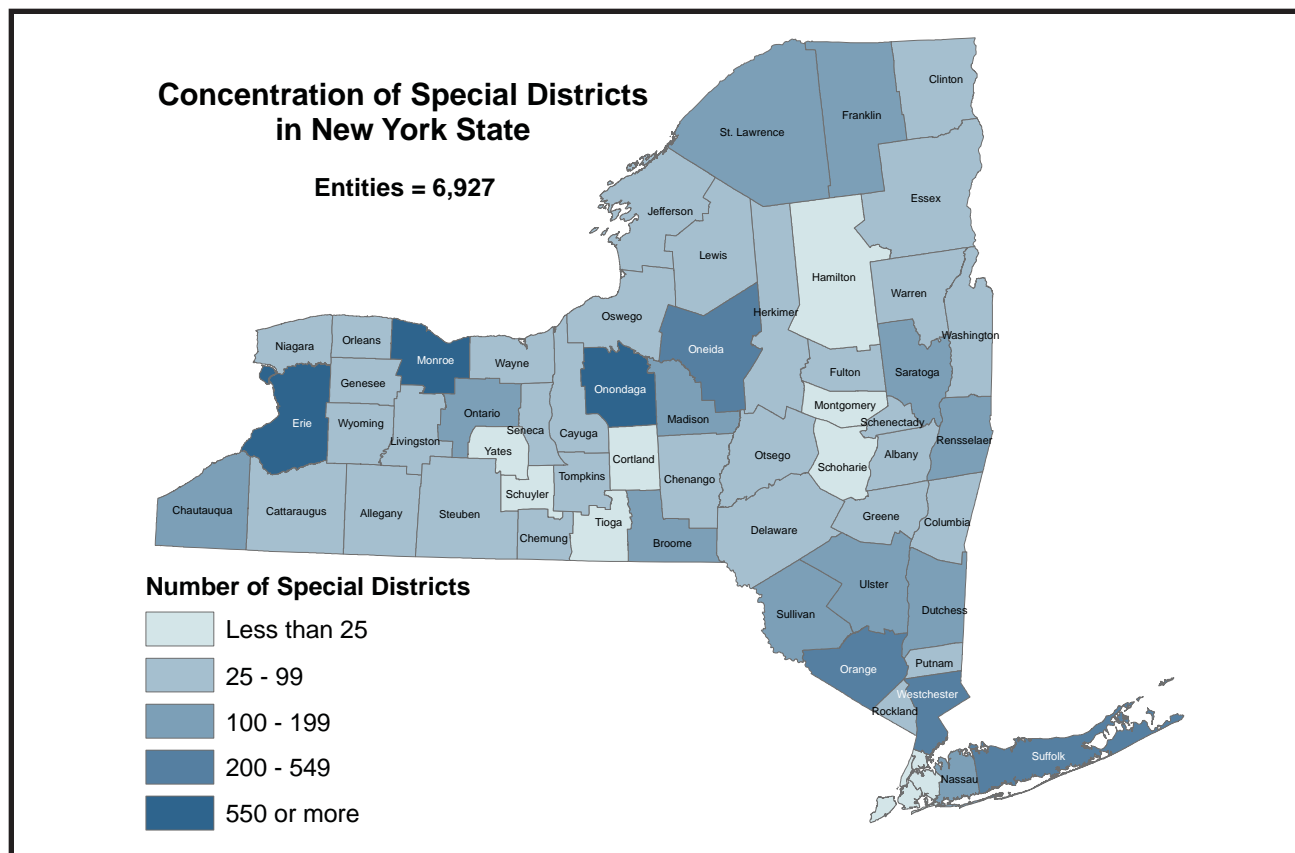 Concentration of Special Districts
in New York State
Entities = 6,927
Clinton
Franklin
St. Lawrence
Essex
Jefferson
Lewis
Hamilton
Warren
Herkimer
Oswego
Washington
Oneida
Niagara
Orleans
Monroe
Wayne
Fulton
Saratoga
Genesee
Onondaga
Montgomery
Ontario
Madison
Erie
Wyoming
Seneca
Schenectady
Livingston
Cayuga
Rensselaer
Yates
Cortland
Otsego
Schoharie
Albany
Tompkins
Chenango
Schuyler
Chautauqua
Cattaraugus
Allegany
Steuben
Tioga
Greene
Columbia
Chemung
Broome
Delaware
Ulster
Sullivan
Dutchess
Putnam
Orange
Westchester
Rockland
Suffolk
Nassau
Number of Special Districts
Less than 25
25 - 99
100 - 199
200 - 549
550 or more